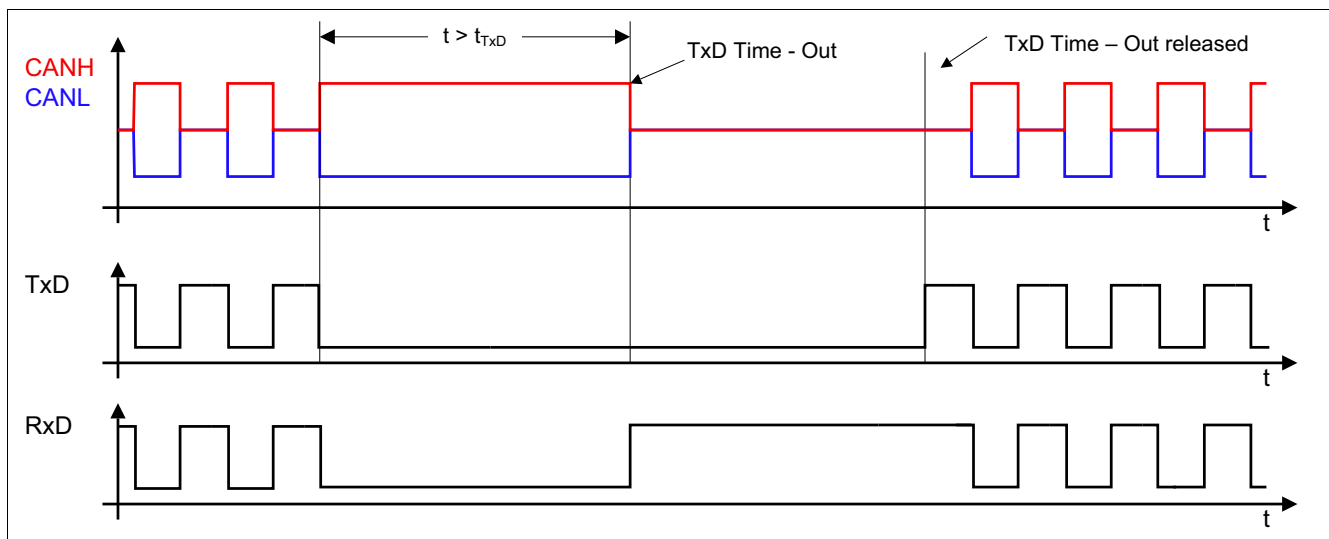 t > tTxD
TxD Time - Out
TxD Time – Out released
CANH
CANL
t
TxD
t
RxD
t